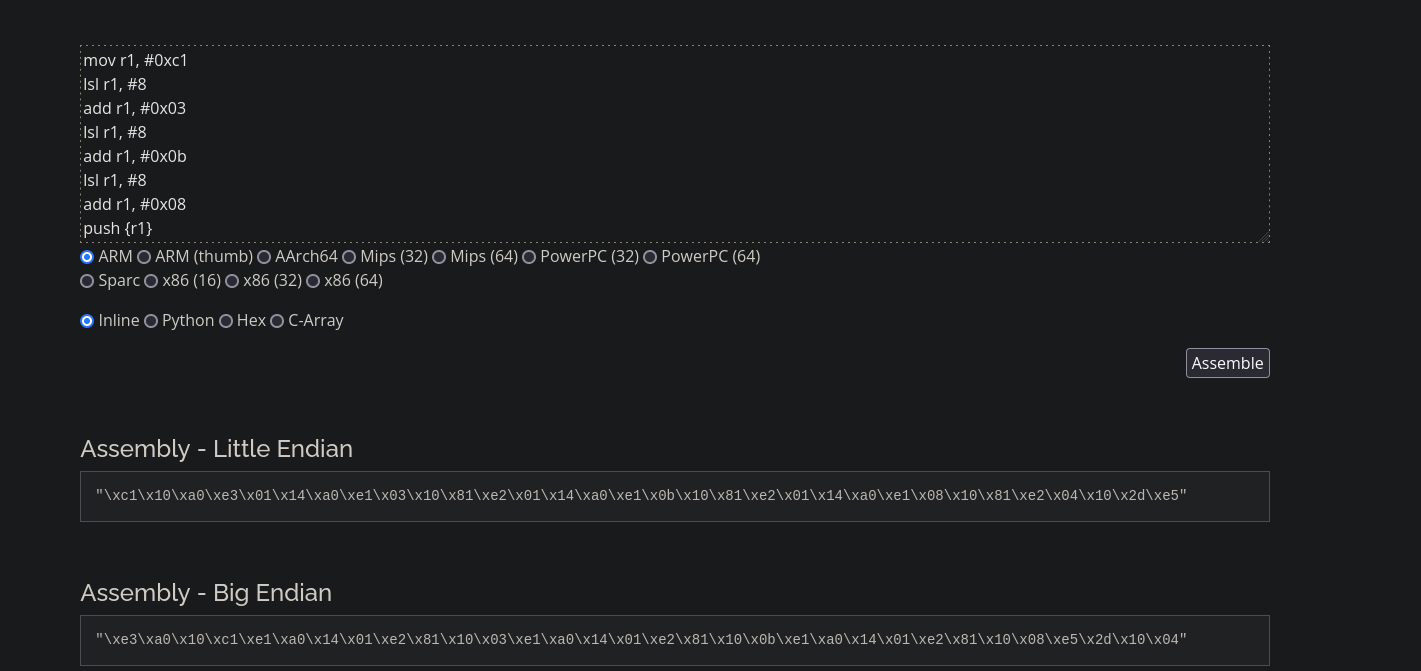 mov r1, #0xc1
lsl r1, #8
add r1, #0x03
lsl r1, #8
add r1, #0x0b
lsl r1, #8
add r1, #0x08
push {r1}
ARM ARM (thumb) AArch64 Mips (32) Mips (64) PowerPC (32) PowerPC (64)
Sparc x86 (16) x86 (32) x86 (64)
Inline Python Hex C-Array
Assemble
Assembly - Little Endian
"\xc1\x10\xa0\xe3\x01\x14\xa0\xe1\x03\x10\x81\xe2\x01\x14\xa0\xe1\x0b\x10\x81\xe2\x01\x14\xa0\xe1\x08\x10\x81\xe2\x04\x10\x2d\xe5"
Assembly - Big Endian
"\xe3\xa0\x10\xc1\xe1\xa0\x14\x01\xe2\x81\x10\x03\xe1\xa0\x14\x01\xe2\x81\x10\x0b\xe1\xa0\x14\x01\xe2\x81\x10\x08\xe5\x2d\x10\x04"